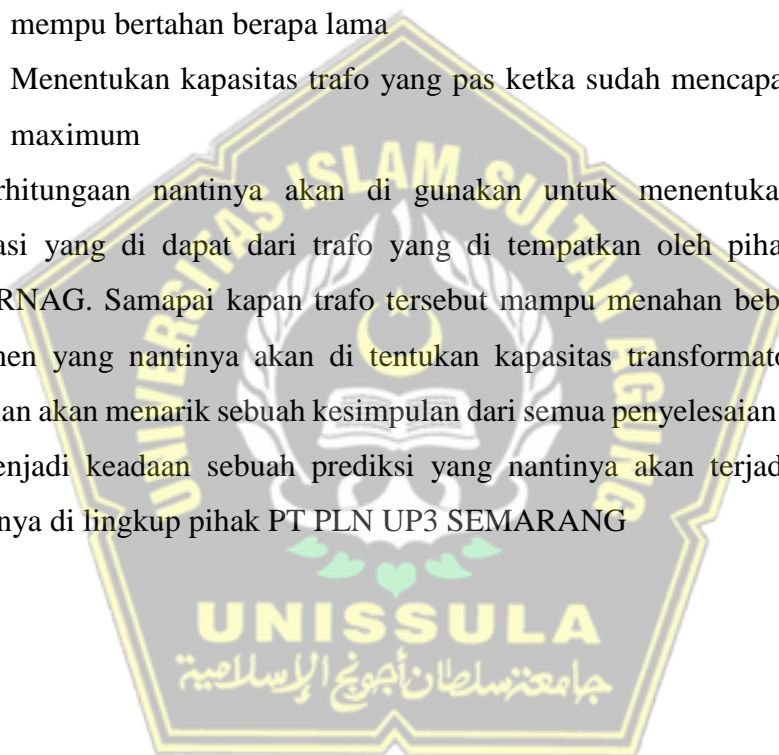 mempu bertahan berapa lama
Menentukan kapasitas trafo yang pas ketka sudah mencapa
maximum
rhitungaan nantinya akan di gunakan untuk menentuka
asi yang di dapat dari trafo yang di tempatkan oleh piha
RNAG. Samapai kapan trafo tersebut mampu menahan beb
nen yang nantinya akan di tentukan kapasitas transformato
an akan menarik sebuah kesimpulan dari semua penyelesaian
enjadi keadaan sebuah prediksi yang nantinya akan terjad
nya di lingkup pihak PT PLN UP3 SEMARANG
UNIVERSITAS ISLAM SULTAN AGUNG
UNISSULA
جامعة سلطان أجونج الإسلامية